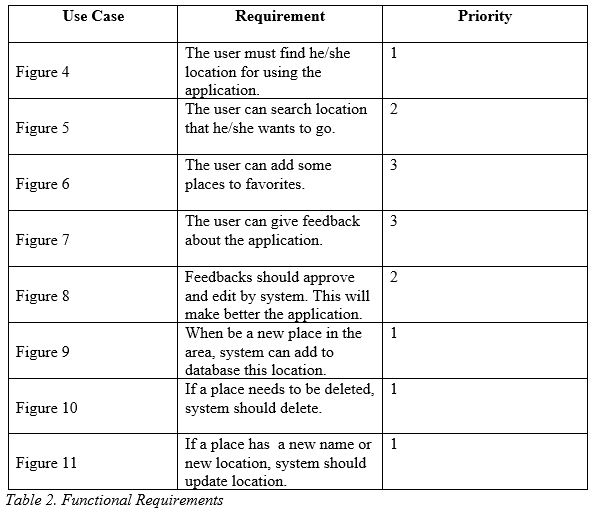 Use Case Requirement Priority
Figure 4
The user must find he/she
location for using the
application.
1
Figure 5
The user can search location
that he/she wants to go.
2
Figure 6
The user can add some
places to favorites.
3
Figure 7
The user can give feedback
about the application.
3
Figure 8
Feedbacks should approve
and edit by system. This will
make better the application.
2
Figure 9
When be a new place in the
area, system can add to
database this location.
1
Figure 10
If a place needs to be deleted,
system should delete.
1
Figure 11
If a place has a new name or
new location, system should
update location.
1
Table 2. Functional Requirements